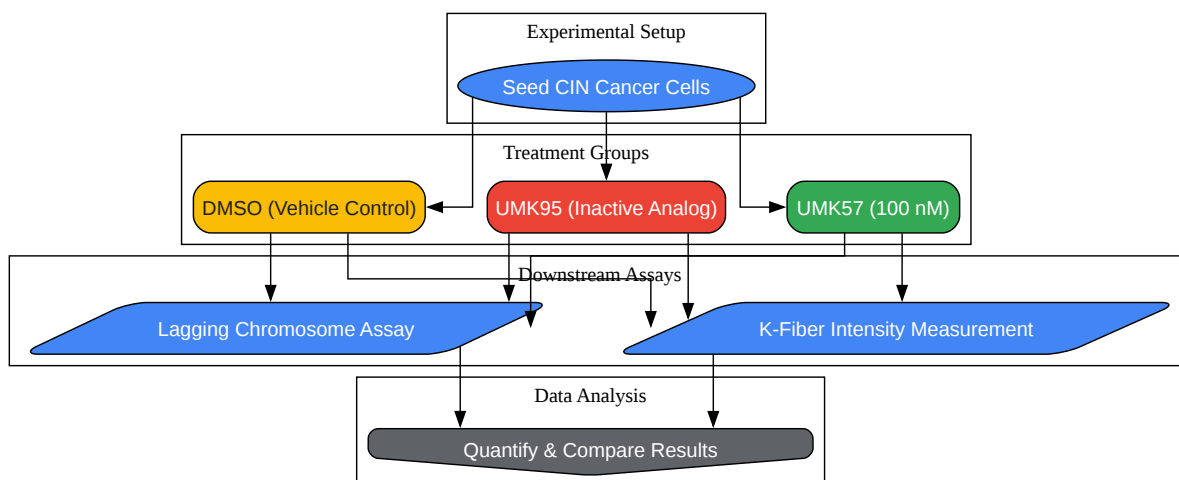 Experimental Setup
Seed CIN Cancer Cells
Treatment Groups
DMSO (Vehicle Control)
UMK95 (Inactive Analog)
UMK57 (100 nM)
Downstream Assays
Lagging Chromosome Assay
K-Fiber Intensity Measurement
Data Analysis
Quantify & Compare Results